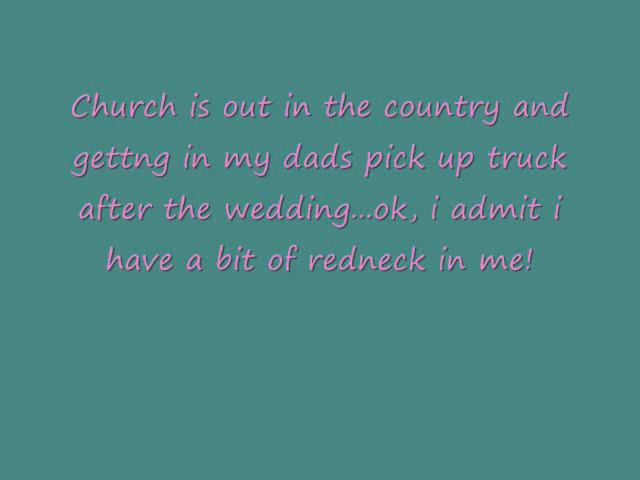 Church is out in the country and
gettng in my dads pick up truck
after the wedding...ok, i admit i
have a bit of redneck in me!